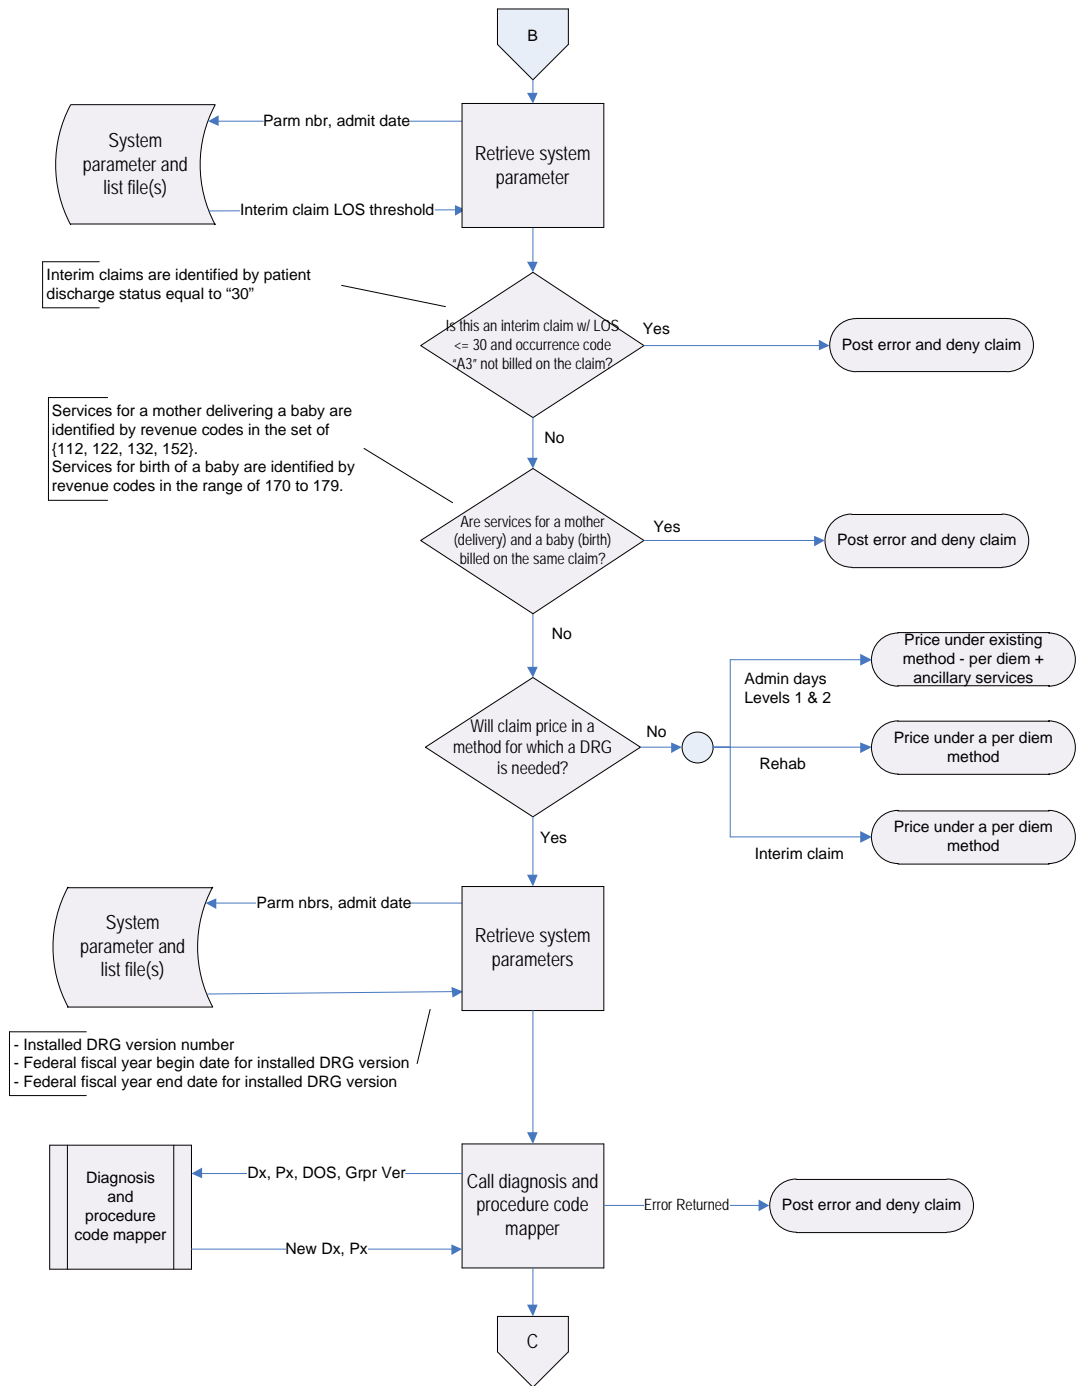 B
Parm nbr, admit date
System
parameter and
list file(s)
Retrieve system
parameter
Interim claim LOS threshold
Interim claims are identified by patient
discharge status equal to “30”
Is this an interim claim w/ LOS
<= 30 and occurrence code
“A3” not billed on the claim?
Yes
Post error and deny claim
No
Services for a mother delivering a baby are
identified by revenue codes in the set of
{112, 122, 132, 152}.
Services for birth of a baby are identified by
revenue codes in the range of 170 to 179.
Are services for a mother
(delivery) and a baby (birth)
billed on the same claim?
Yes
Post error and deny claim
No
Will claim price in a
method for which a DRG
is needed?
No
Admin days
Levels 1 & 2
Price under existing
method - per diem +
ancillary services
Rehab
Price under a per diem
method
Interim claim
Price under a per diem
method
Yes
Parm nbrs, admit date
System
parameter and
list file(s)
Retrieve system
parameters
- Installed DRG version number
- Federal fiscal year begin date for installed DRG version
- Federal fiscal year end date for installed DRG version
Diagnosis
and
procedure
code mapper
Dx, Px, DOS, Grpr Ver
New Dx, Px
Call diagnosis and
procedure code
mapper
Error Returned
Post error and deny claim
C